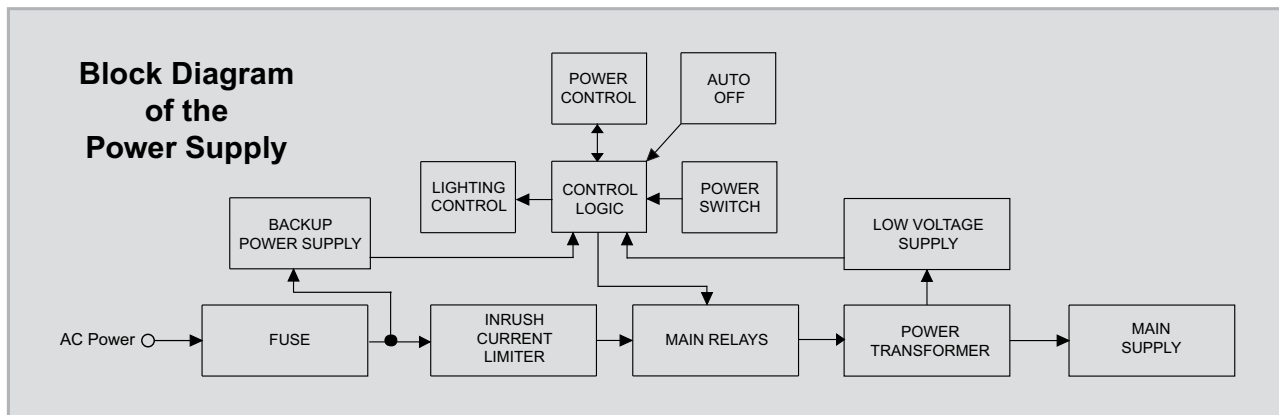 Block Diagram
of the
Power Supply
POWER
CONTROL
AUTO
OFF
LIGHTING
CONTROL
CONTROL
LOGIC
POWER
SWITCH
BACKUP
POWER SUPPLY
LOW VOLTAGE
SUPPLY
AC Power
FUSE
INRUSH
CURRENT
LIMITER
MAIN RELAYS
POWER
TRANSFORMER
MAIN
SUPPLY